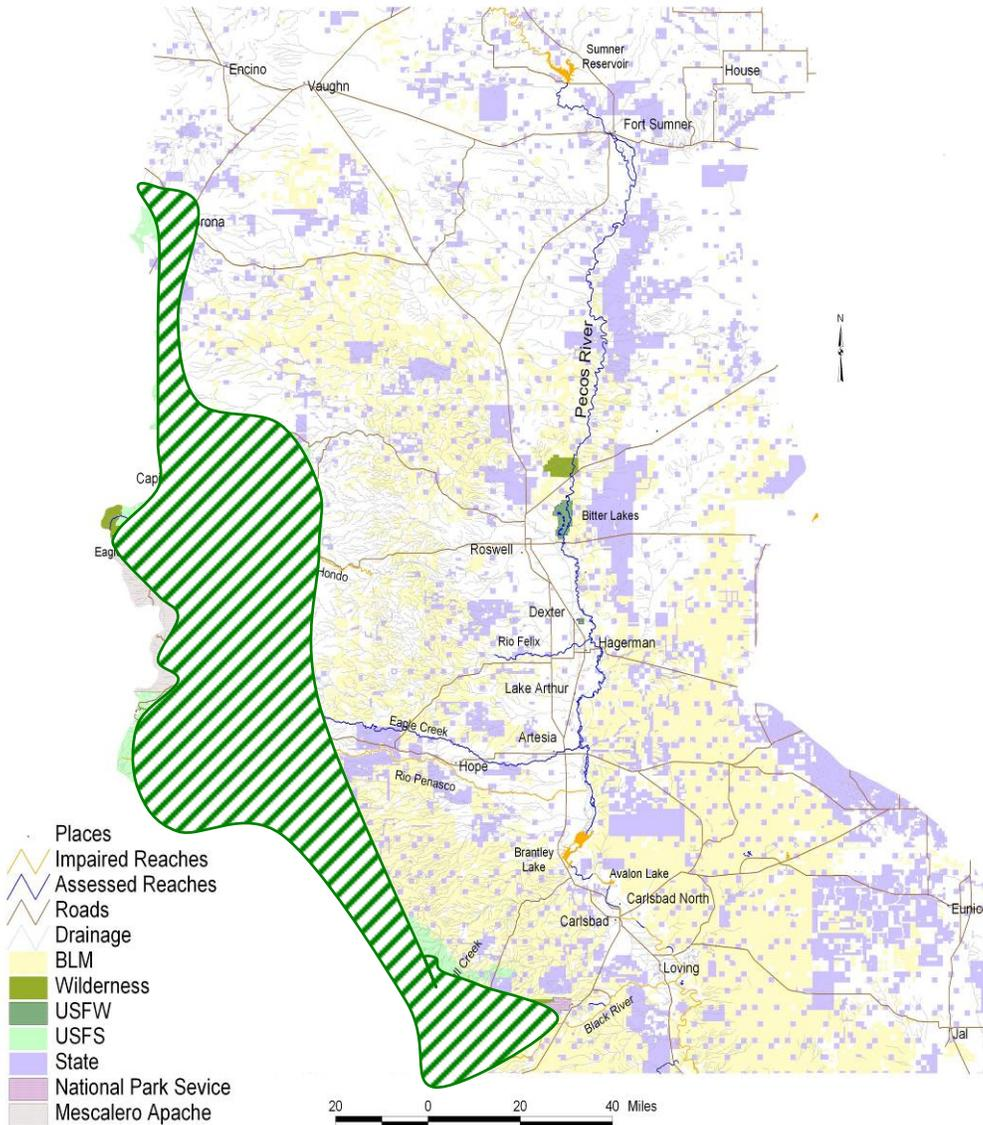 Sumner
Reservoir
Encino
House
Vaughn
Fort Sumner
rona
N
Pecos River
Capi
Bitter Lakes
Eagl
Roswell
Hondo
Dexter
Rio Felix
Hagerman
Lake Arthur
Eagle Creek
Artesia
Hope
Rio Penasco
Brantley
Lake
Avalon Lake
Carlsbad North
Carlsbad
Eunic
ll Creek
Loving
Black River
Jal
Places
Impaired Reaches
Assessed Reaches
Roads
Drainage
BLM
Wilderness
USFW
USFS
State
National Park Sevice
Mescalero Apache
20 0 20 40 Miles